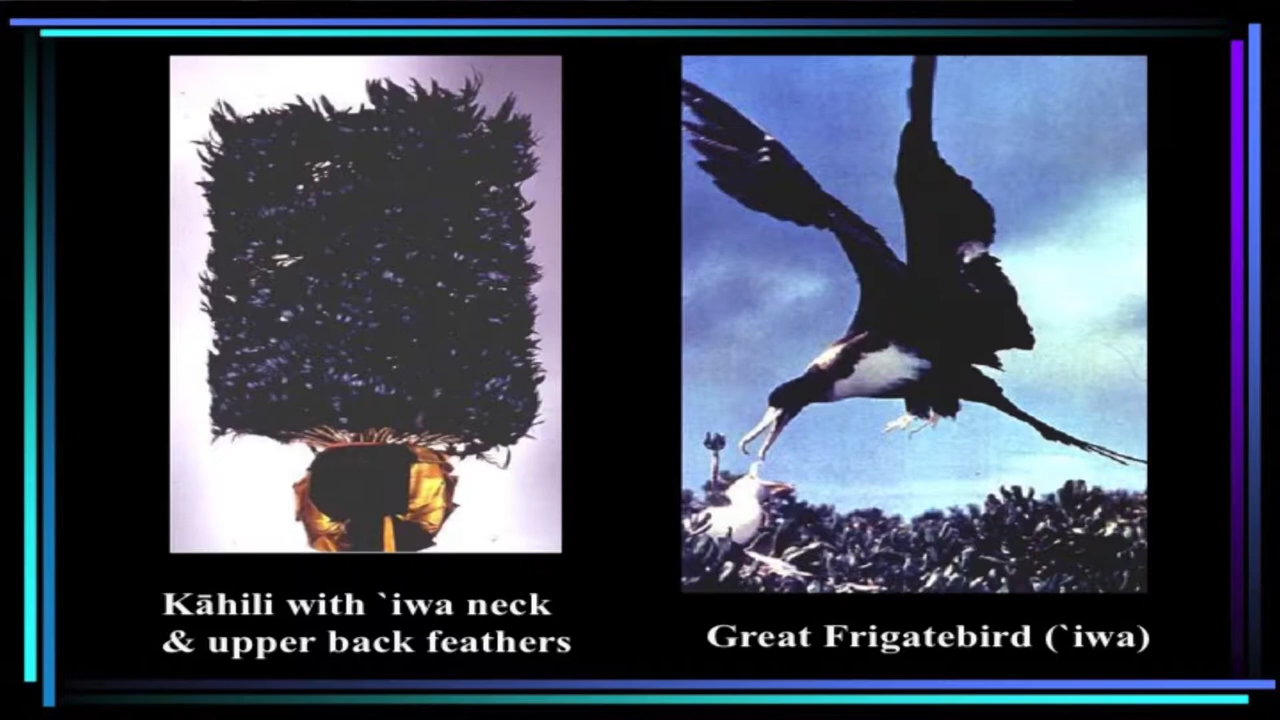 Kāhili with `iwa neck
& upper back feathers
Great Frigatebird (`iwa)